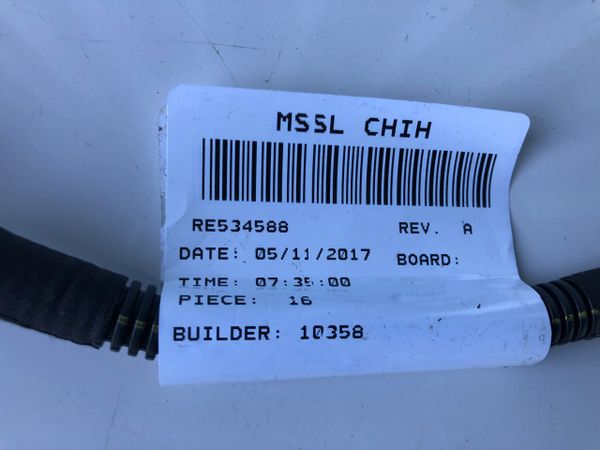 MSSL CHIH
RE534588 REV. A
DATE: 05/11/2017 BOARD:
TIME: 07:35:00
PIECE: 16
BUILDER: 10358